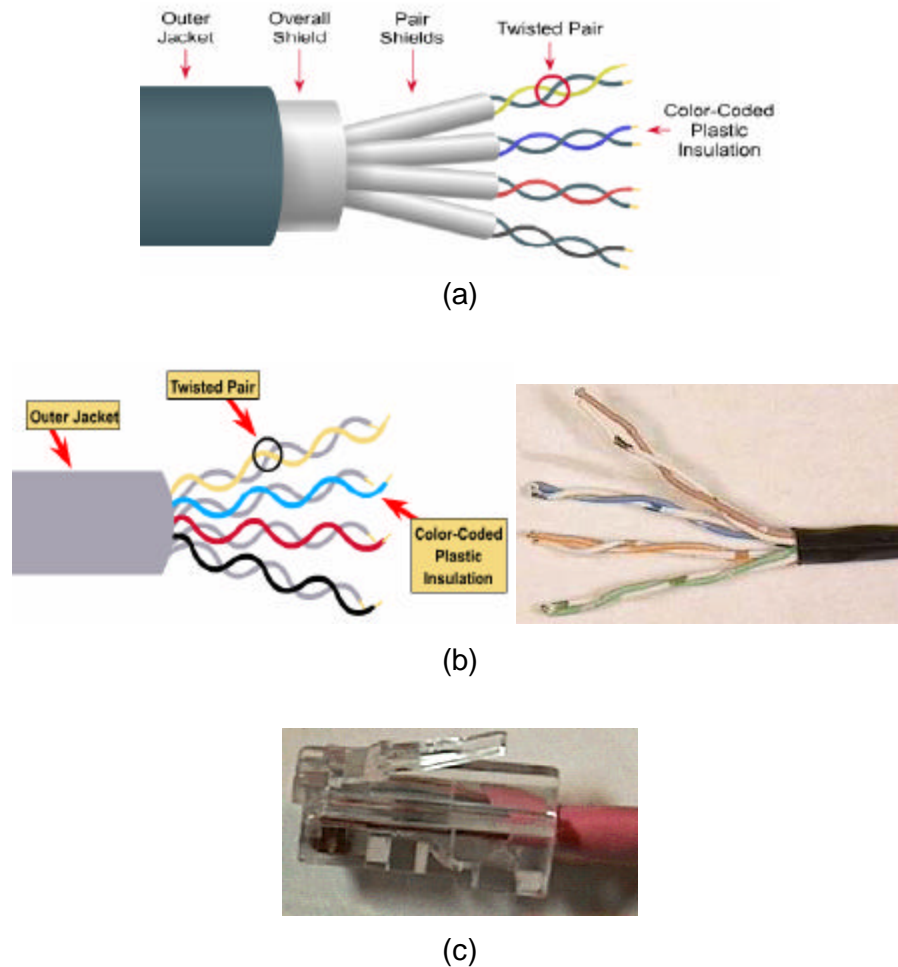 Outer
Jacket
Overall
Shield
Pair
Shields
Twisted Pair
Color-Coded
Plastic
Insulation
(a)
Twisted Pair
Outer Jacket
Color-Coded
Plastic
Insulation
(b)
(c)